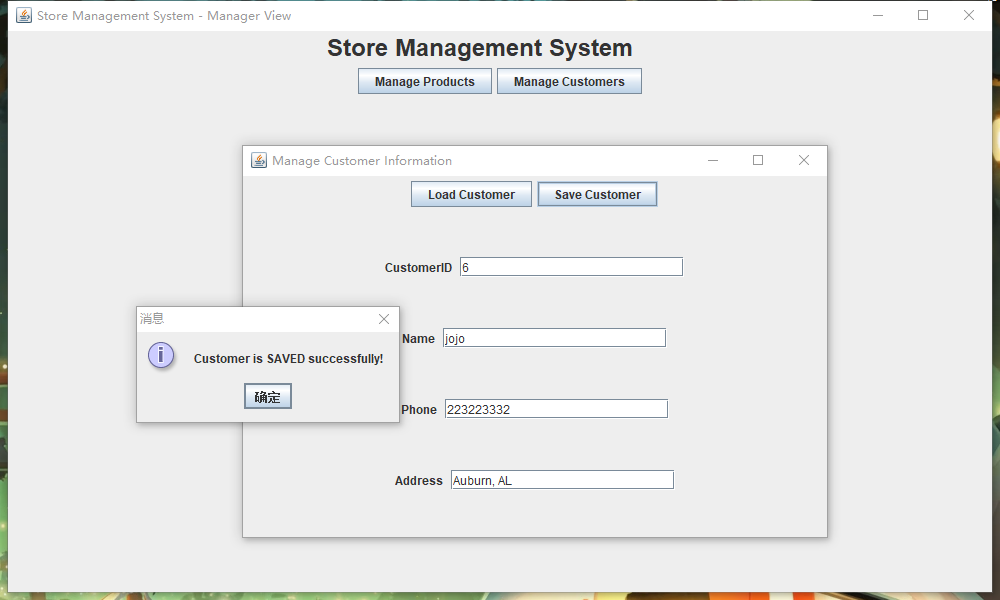 Store Management System - Manager View
Store Management System
Manage Products
Manage Customers
Manage Customer Information
Load Customer
Save Customer
CustomerID
6
消息
Customer is SAVED successfully!
确定
Name
jojo
Phone
223223332
Address
Auburn, AL